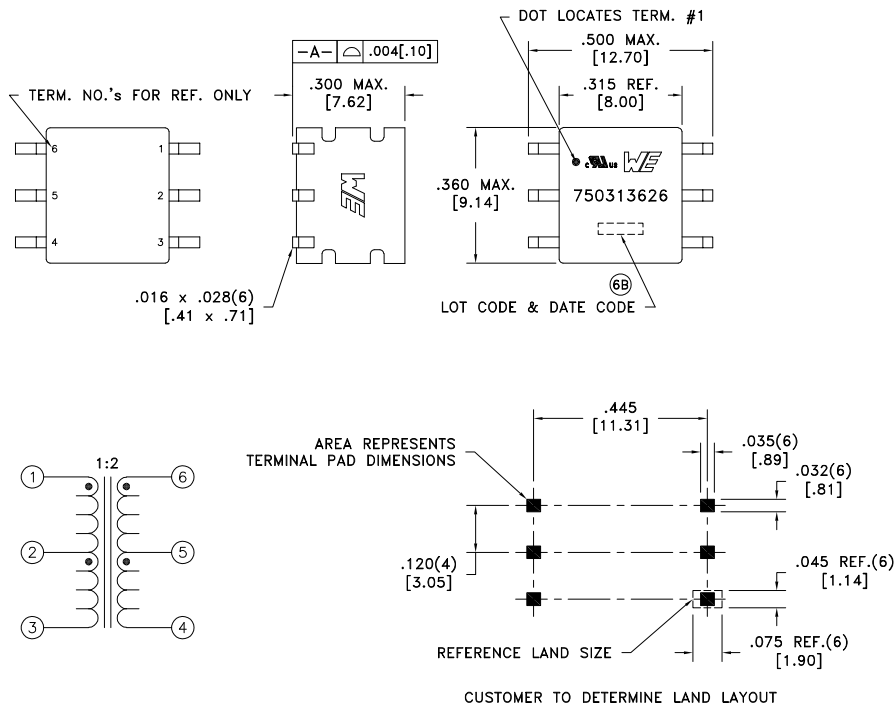 DOT LOCATES TERM. #1
-A- .004[.10]
.500 MAX.
[12.70]
TERM. NO.'s FOR REF. ONLY
.300 MAX.
[7.62]
.315 REF.
[8.00]
6 1
5 2
4 3
WE
.360 MAX.
[9.14]
c UL us WE
750313626
.016 x .028(6)
[.41 x .71]
6B
LOT CODE & DATE CODE
1:2
1 6
2 5
3 4
.445
[11.31]
AREA REPRESENTS
TERMINAL PAD DIMENSIONS
.035(6)
[.89]
.032(6)
[.81]
.120(4)
[3.05]
.045 REF.(6)
[1.14]
REFERENCE LAND SIZE
.075 REF.(6)
[1.90]
CUSTOMER TO DETERMINE LAND LAYOUT